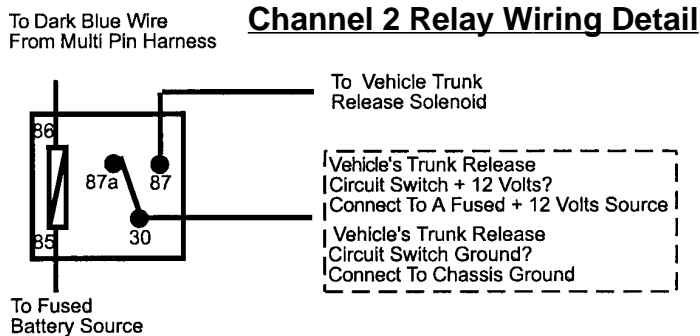 Channel 2 Relay Wiring Detail
To Dark Blue Wire
From Multi Pin Harness
To Vehicle Trunk
Release Solenoid
86
87a
87
85
30
Vehicle's Trunk Release
Circuit Switch + 12 Volts?
Connect To A Fused + 12 Volts Source
Vehicle's Trunk Release
Circuit Switch Ground?
Connect To Chassis Ground
To Fused
Battery Source